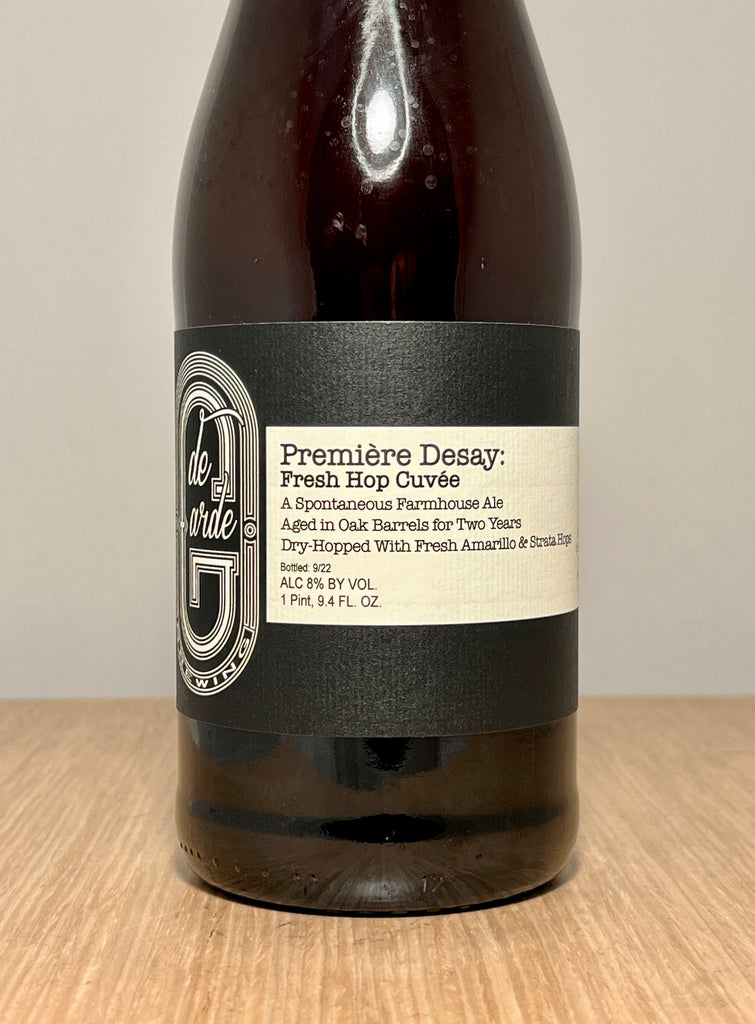 de
Garde
BREWING
Première Desay:
Fresh Hop Cuvée
A Spontaneous Farmhouse Ale
Aged in Oak Barrels for Two Years
Dry-Hopped With Fresh Amarillo & Strata Hops
Bottled: 9/22
ALC 8% BY VOL.
1 Pint, 9.4 FL. OZ.
17